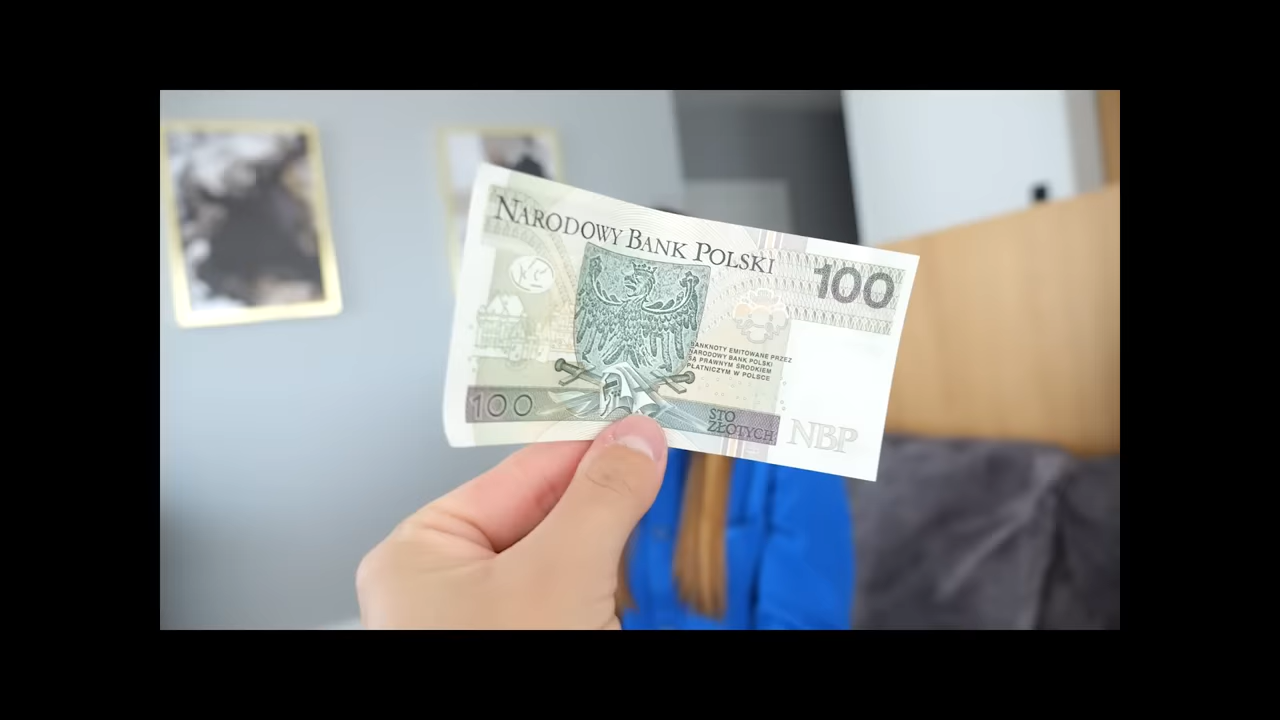 NARODOWY BANK POLSKI
100
BANKNOTY EMITOWANE PRZEZ
NARODOWY BANK POLSKI
SĄ PRAWNYM ŚRODKIEM
PŁATNICZYM W POLSCE
100
STO
ZŁOTYCH
NBP